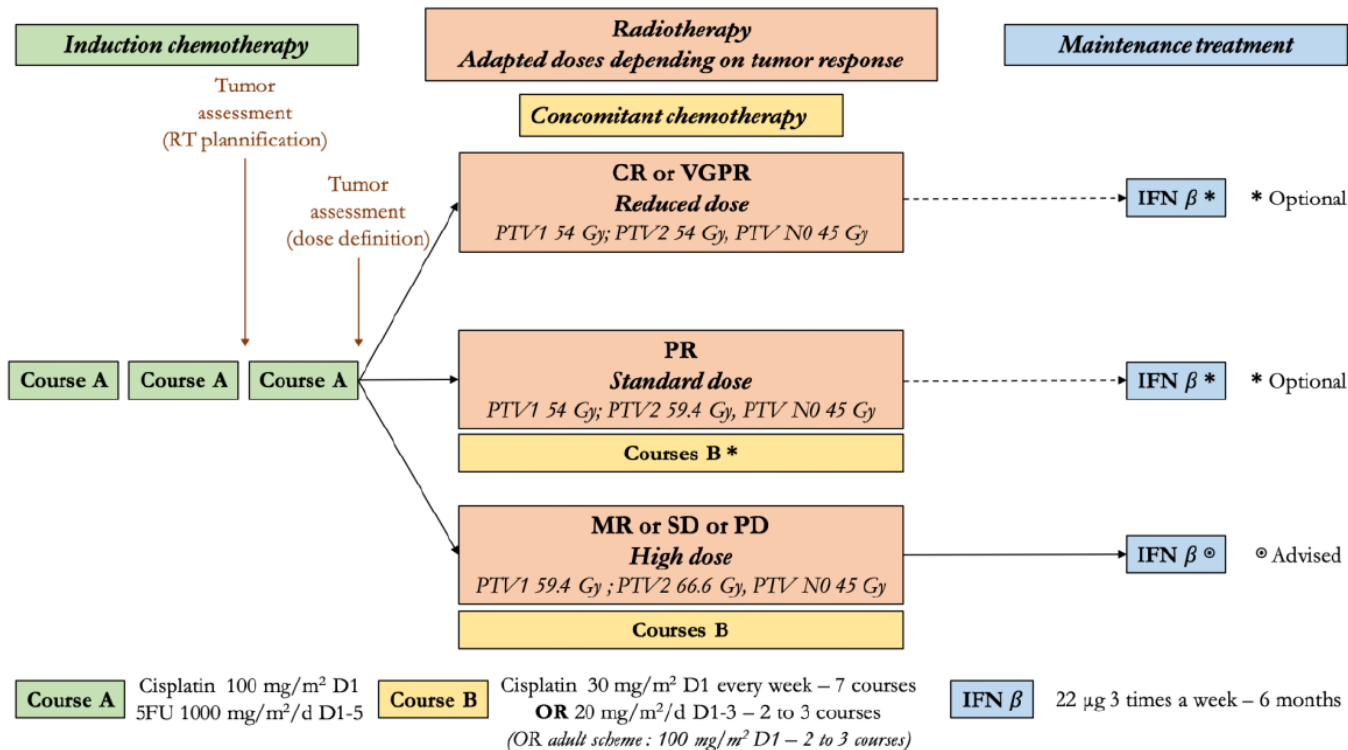 Induction chemotherapy
Radiotherapy
Adapted doses depending on tumor response
Maintenance treatment
Concomitant chemotherapy
Tumor
assessment
(RT plannification)
Tumor
assessment
(dose definition)
CR or VGPR
Reduced dose
PTV1 54 Gy; PTV2 54 Gy, PTV N0 45 Gy
IFN β * * Optional
Course A Course A Course A
PR
Standard dose
PTV1 54 Gy; PTV2 59.4 Gy, PTV N0 45 Gy
Courses B *
IFN β * * Optional
MR or SD or PD
High dose
PTV1 59.4 Gy ; PTV2 66.6 Gy, PTV N0 45 Gy
Courses B
IFN β ⊙ ⊙ Advised
Course A
Cisplatin 100 mg/m² D1
5FU 1000 mg/m²/d D1-5
Course B
Cisplatin 30 mg/m² D1 every week – 7 courses
OR 20 mg/m²/d D1-3 – 2 to 3 courses
(OR adult scheme : 100 mg/m² D1 – 2 to 3 courses)
IFN β
22 µg 3 times a week – 6 months